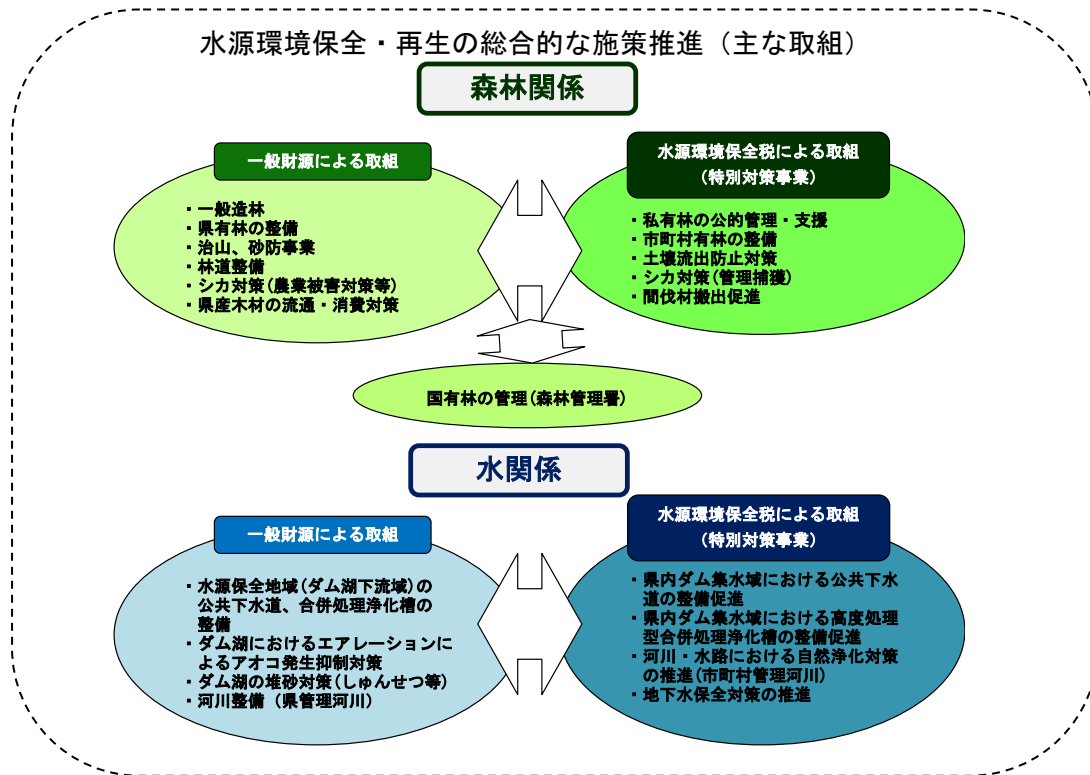 水源環境保全・再生の総合的な施策推進（主な取組）
森林関係
一般財源による取組
・一般造林
・県有林の整備
・治山、砂防事業
・林道整備
・シカ対策(農業被害対策等)
・県産木材の流通・消費対策
水源環境保全税による取組
(特別対策事業)
・私有林の公的管理・支援
・市町村有林の整備
・土壌流出防止対策
・シカ対策(管理捕獲)
・間伐材搬出促進
国有林の管理(森林管理署)
水関係
一般財源による取組
・水源保全地域(ダム湖下流域)の
公共下水道、合併処理浄化槽の
整備
・ダム湖におけるエアレーションに
よるアオコ発生抑制対策
・ダム湖の堆砂対策(しゅんせつ等)
・河川整備（県管理河川）
水源環境保全税による取組
(特別対策事業)
・県内ダム集水域における公共下水
道の整備促進
・県内ダム集水域における高度処理
型合併処理浄化槽の整備促進
・河川・水路における自然浄化対策
の推進(市町村管理河川)
・地下水保全対策の推進